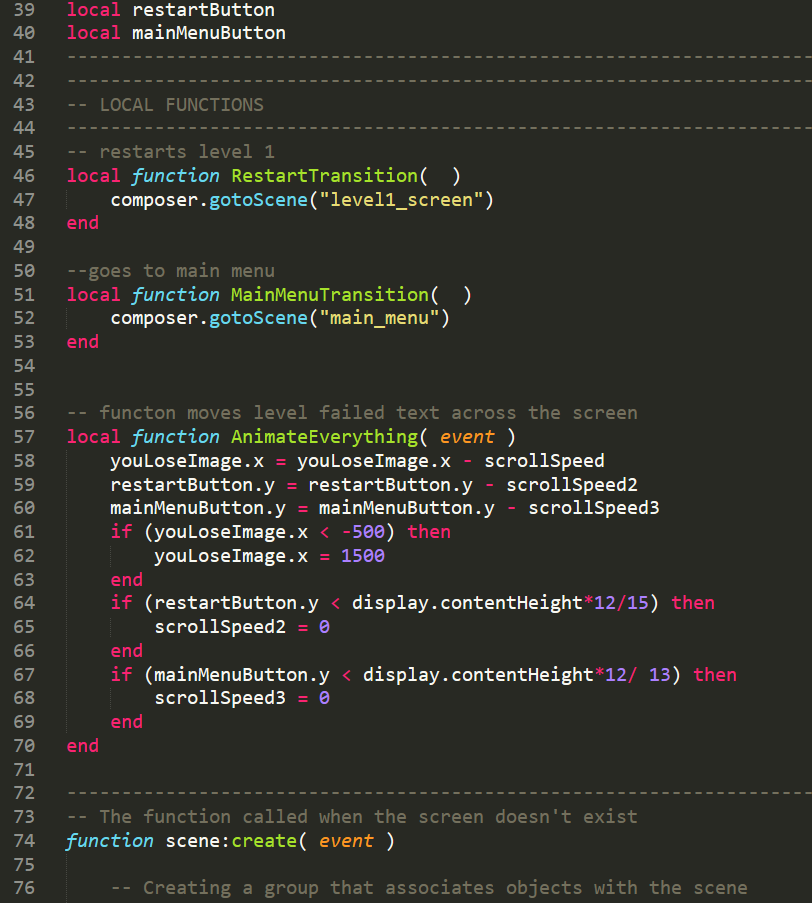 39 local restartButton
40 local mainMenuButton
41 --------------------------------------------------------------------
42 --------------------------------------------------------------------
43 -- LOCAL FUNCTIONS
44 --------------------------------------------------------------------
45 -- restarts level 1
46 local function RestartTransition(  )
47     composer.gotoScene("level1_screen")
48 end
49
50 --goes to main menu
51 local function MainMenuTransition(  )
52     composer.gotoScene("main_menu")
53 end
54
55
56 -- functon moves level failed text across the screen
57 local function AnimateEverything( event )
58     youLoseImage.x = youLoseImage.x - scrollSpeed
59     restartButton.y = restartButton.y - scrollSpeed2
60     mainMenuButton.y = mainMenuButton.y - scrollSpeed3
61     if (youLoseImage.x < -500) then
62         youLoseImage.x = 1500
63     end
64     if (restartButton.y < display.contentHeight*12/15) then
65         scrollSpeed2 = 0
66     end
67     if (mainMenuButton.y < display.contentHeight*12/ 13) then
68         scrollSpeed3 = 0
69     end
70 end
71
72 --------------------------------------------------------------------
73 -- The function called when the screen doesn't exist
74 function scene:create( event )
75
76     -- Creating a group that associates objects with the scene